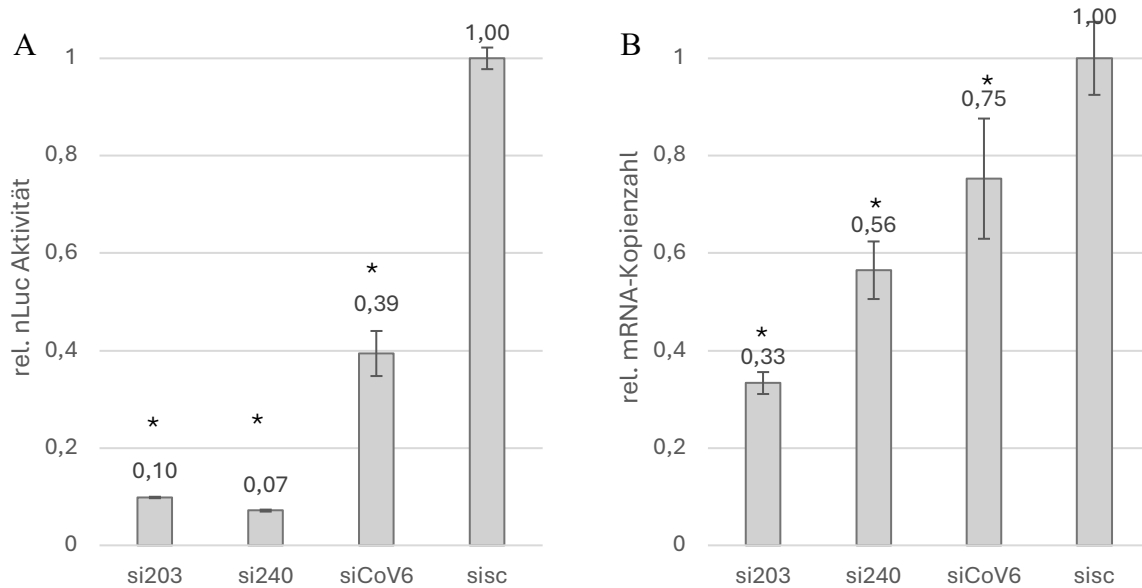 A
rel. nLuc Aktivität
1
0,8
0,6
0,4
0,2
0
*
0,10
*
0,07
*
0,39
1,00
si203
si240
siCoV6
sisc
B
rel. mRNA-Kopienzahl
1
0,8
0,6
0,4
0,2
0
*
0,33
*
0,56
*
0,75
1,00
si203
si240
siCoV6
sisc